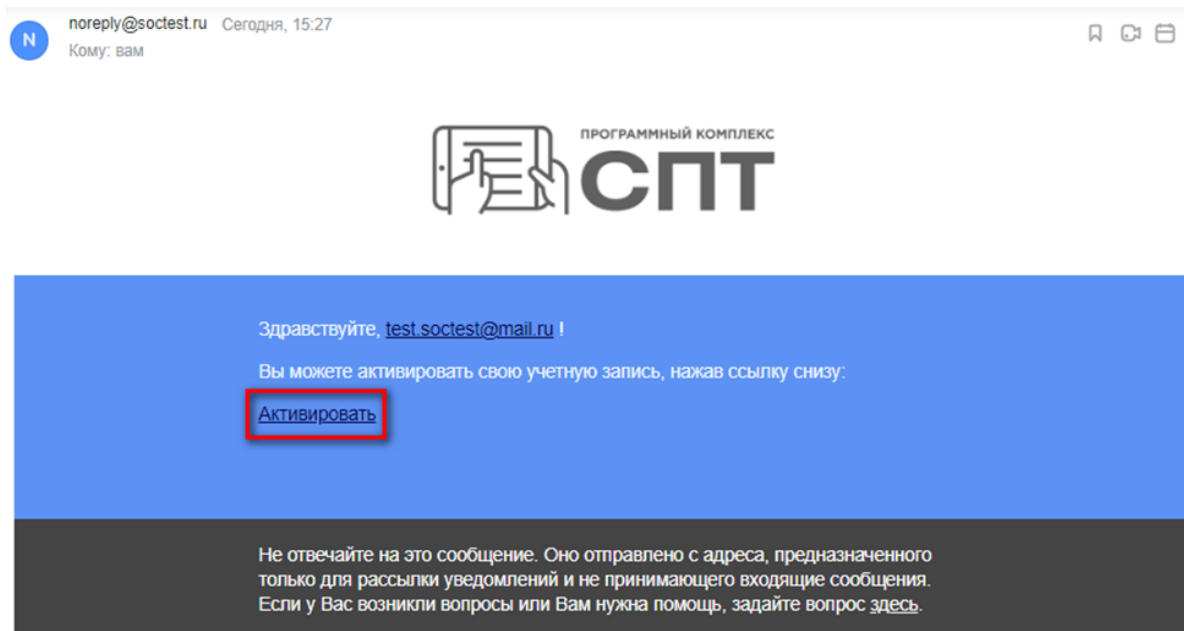 N
noreply@soctest.ru Сегодня, 15:27
Кому: вам
ПРОГРАММНЫЙ КОМПЛЕКС
СПТ
Здравствуйте, test.soctest@mail.ru !
Вы можете активировать свою учетную запись, нажав ссылку снизу:
Активировать
Не отвечайте на это сообщение. Оно отправлено с адреса, предназначенного
только для рассылки уведомлений и не принимающего входящие сообщения.
Если у Вас возникли вопросы или Вам нужна помощь, задайте вопрос здесь.